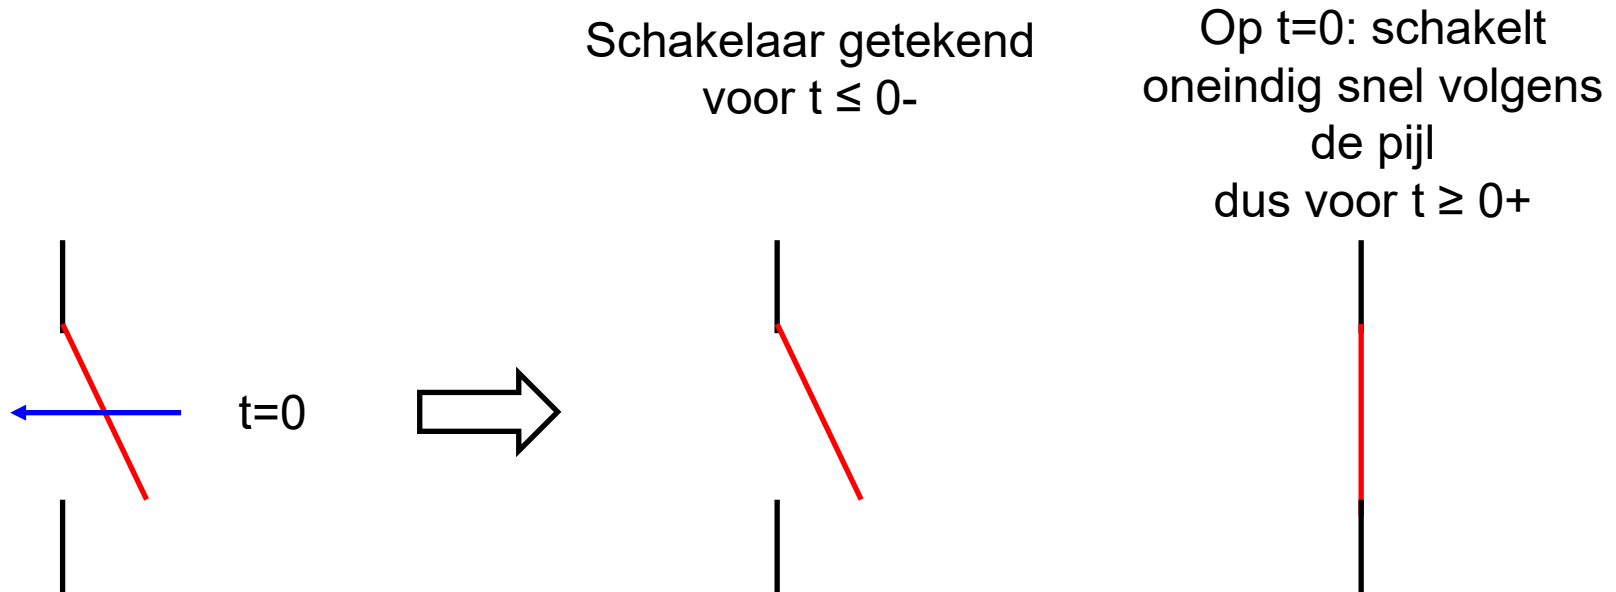 Schakelaar getekend
voor t ≤ 0-
Op t=0: schakelt
oneindig snel volgens
de pijl
dus voor t ≥ 0+
t=0